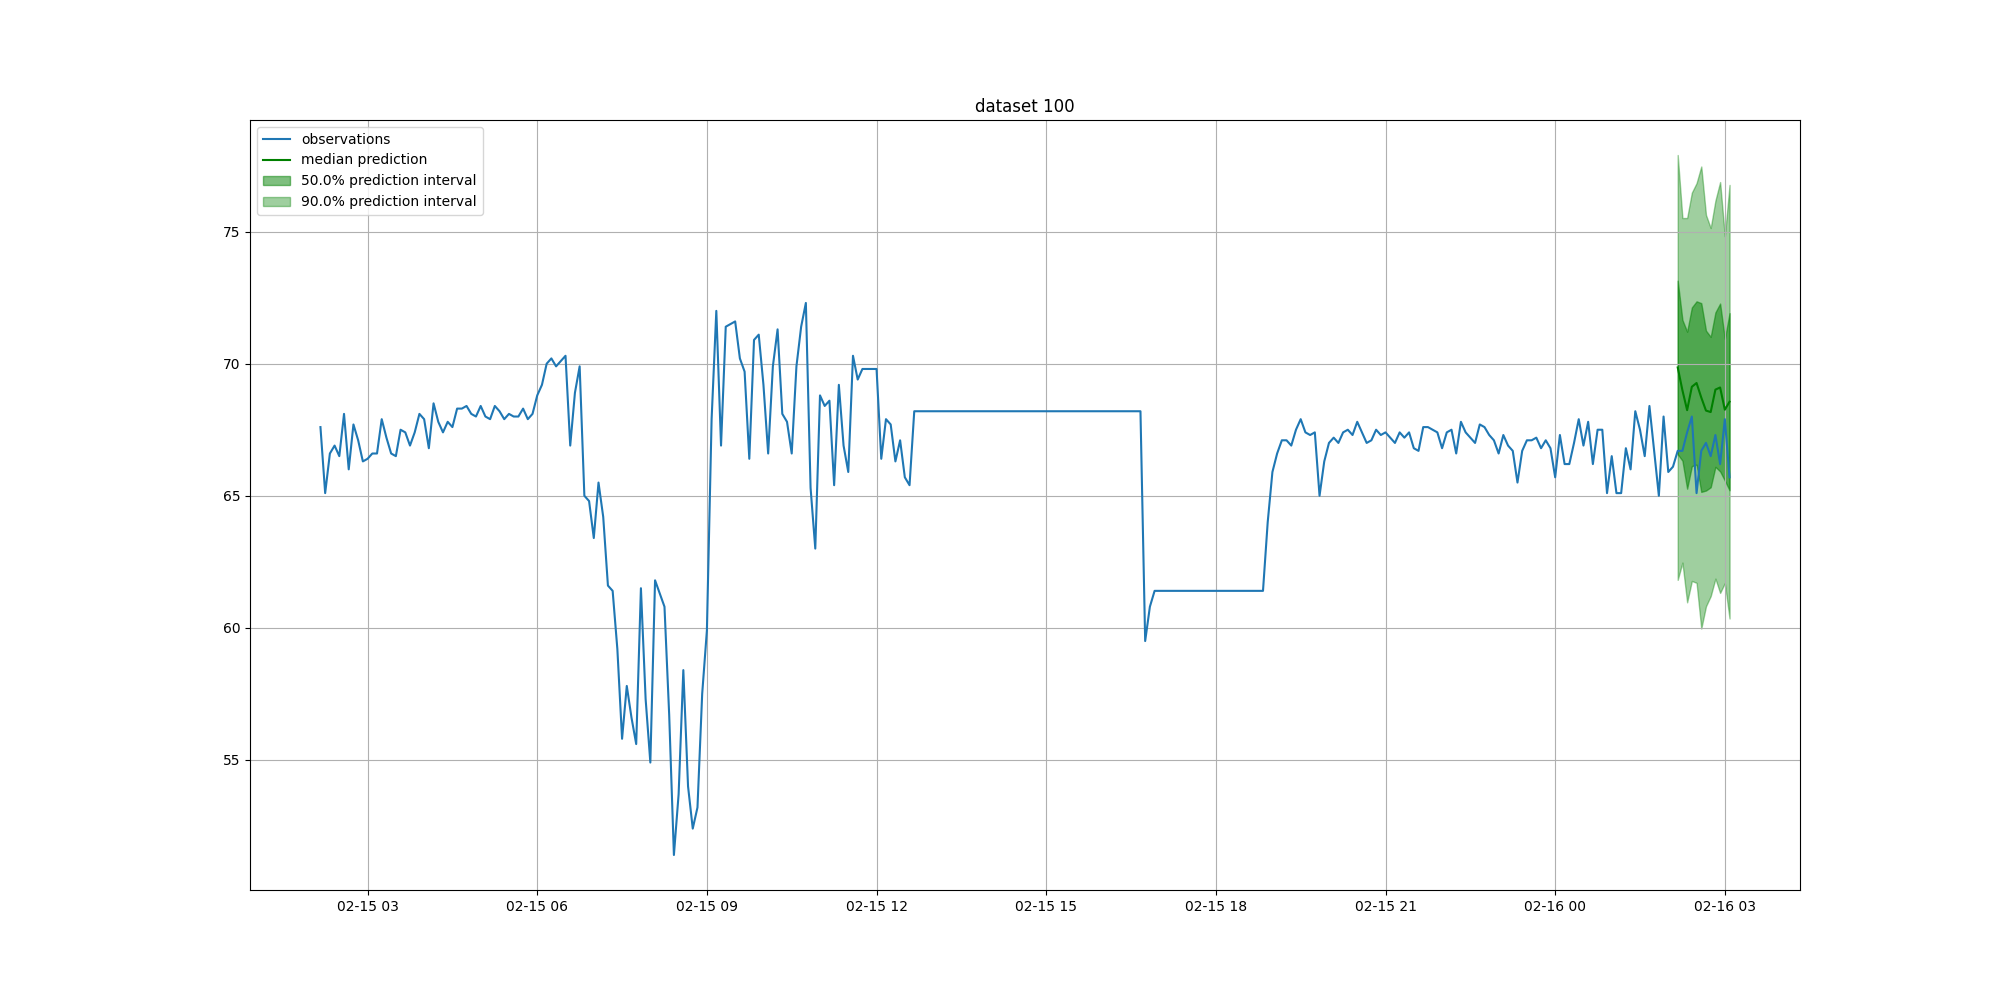 dataset 100
observations
median prediction
50.0% prediction interval
90.0% prediction interval
75
70
65
60
55
02-15 03
02-15 06
02-15 09
02-15 12
02-15 15
02-15 18
02-15 21
02-16 00
02-16 03